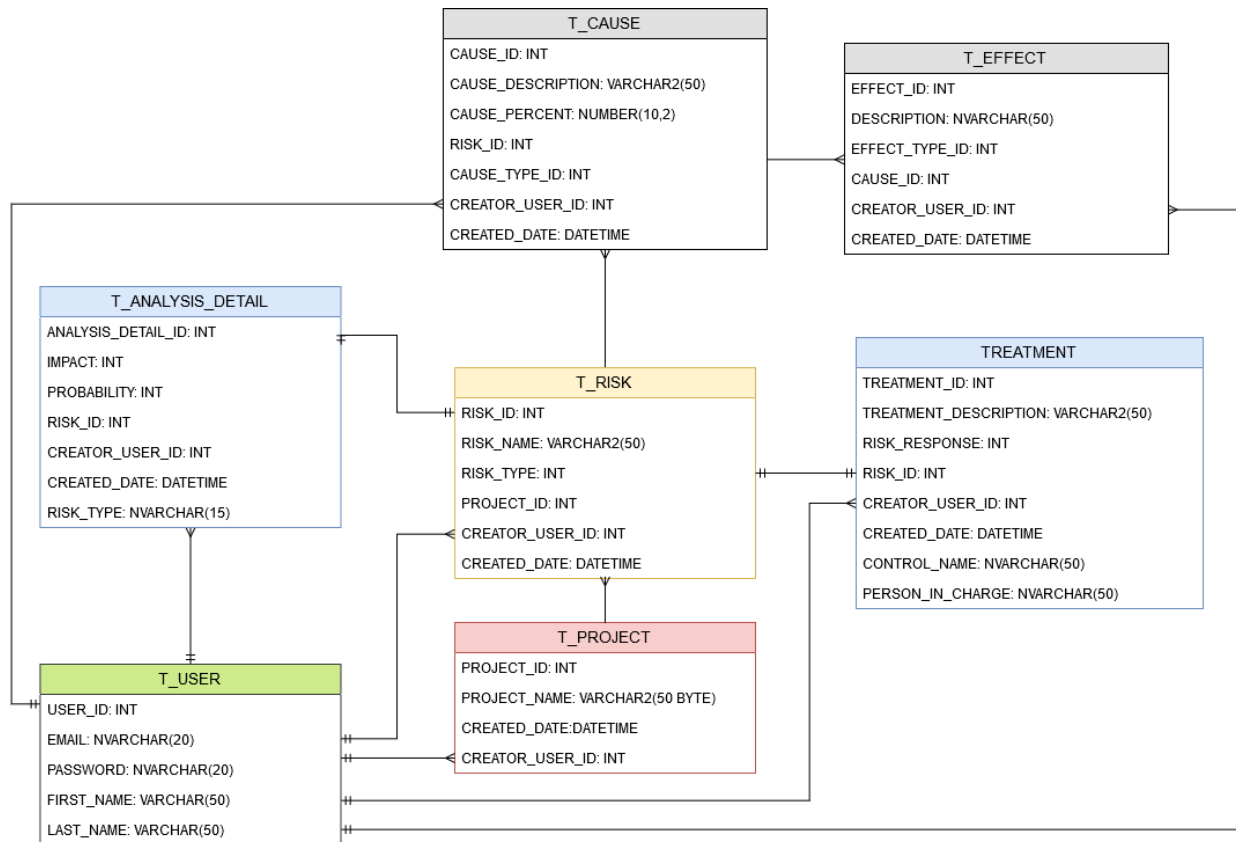 T_CAUSE
CAUSE_ID: INT
CAUSE_DESCRIPTION: VARCHAR2(50)
CAUSE_PERCENT: NUMBER(10,2)
RISK_ID: INT
CAUSE_TYPE_ID: INT
CREATOR_USER_ID: INT
CREATED_DATE: DATETIME
T_EFFECT
EFFECT_ID: INT
DESCRIPTION: NVARCHAR(50)
EFFECT_TYPE_ID: INT
CAUSE_ID: INT
CREATOR_USER_ID: INT
CREATED_DATE: DATETIME
T_ANALYSIS_DETAIL
ANALYSIS_DETAIL_ID: INT
IMPACT: INT
PROBABILITY: INT
RISK_ID: INT
CREATOR_USER_ID: INT
CREATED_DATE: DATETIME
RISK_TYPE: NVARCHAR(15)
T_RISK
RISK_ID: INT
RISK_NAME: VARCHAR2(50)
RISK_TYPE: INT
PROJECT_ID: INT
CREATOR_USER_ID: INT
CREATED_DATE: DATETIME
TREATMENT
TREATMENT_ID: INT
TREATMENT_DESCRIPTION: VARCHAR2(50)
RISK_RESPONSE: INT
RISK_ID: INT
CREATOR_USER_ID: INT
CREATED_DATE: DATETIME
CONTROL_NAME: NVARCHAR(50)
PERSON_IN_CHARGE: NVARCHAR(50)
T_USER
USER_ID: INT
EMAIL: NVARCHAR(20)
PASSWORD: NVARCHAR(20)
FIRST_NAME: VARCHAR(50)
LAST_NAME: VARCHAR(50)
T_PROJECT
PROJECT_ID: INT
PROJECT_NAME: VARCHAR2(50 BYTE)
CREATED_DATE:DATETIME
CREATOR_USER_ID: INT